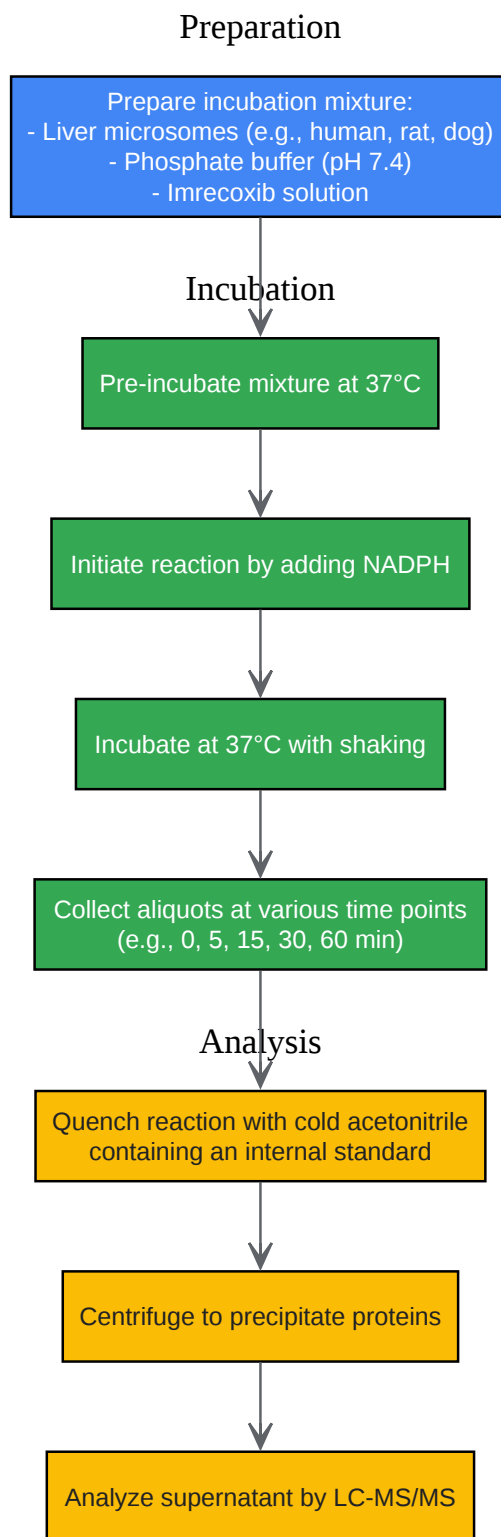 Preparation
Prepare incubation mixture:
- Liver microsomes (e.g., human, rat, dog)
- Phosphate buffer (pH 7.4)
- Imrecoxib solution
Incubation
Pre-incubate mixture at 37°C
Initiate reaction by adding NADPH
Incubate at 37°C with shaking
Collect aliquots at various time points
(e.g., 0, 5, 15, 30, 60 min)
Analysis
Quench reaction with cold acetonitrile
containing an internal standard
Centrifuge to precipitate proteins
Analyze supernatant by LC-MS/MS